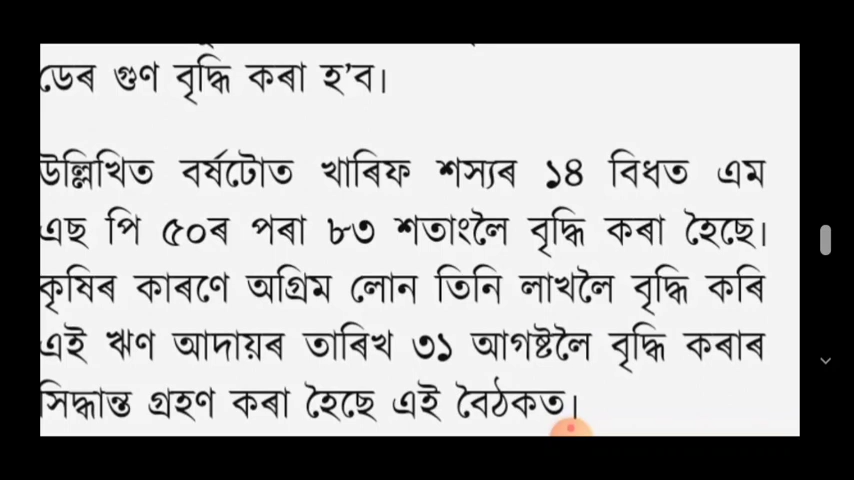 ডেৰ গুণ বৃদ্ধি কৰা হ’ব।
উল্লিখিত বৰ্ষটোত খাৰিফ শস্যৰ ১৪ বিধত এম
এছ পি ৫০ৰ পৰা ৮৩ শতাংলৈ বৃদ্ধি কৰা হৈছে।
কৃষিৰ কাৰণে অগ্ৰিম লোন তিনি লাখলৈ বৃদ্ধি কৰি
এই ঋণ আদায়ৰ তাৰিখ ৩১ আগষ্টলৈ বৃদ্ধি কৰাৰ
সিদ্ধান্ত গ্ৰহণ কৰা হৈছে এই বৈঠকত।